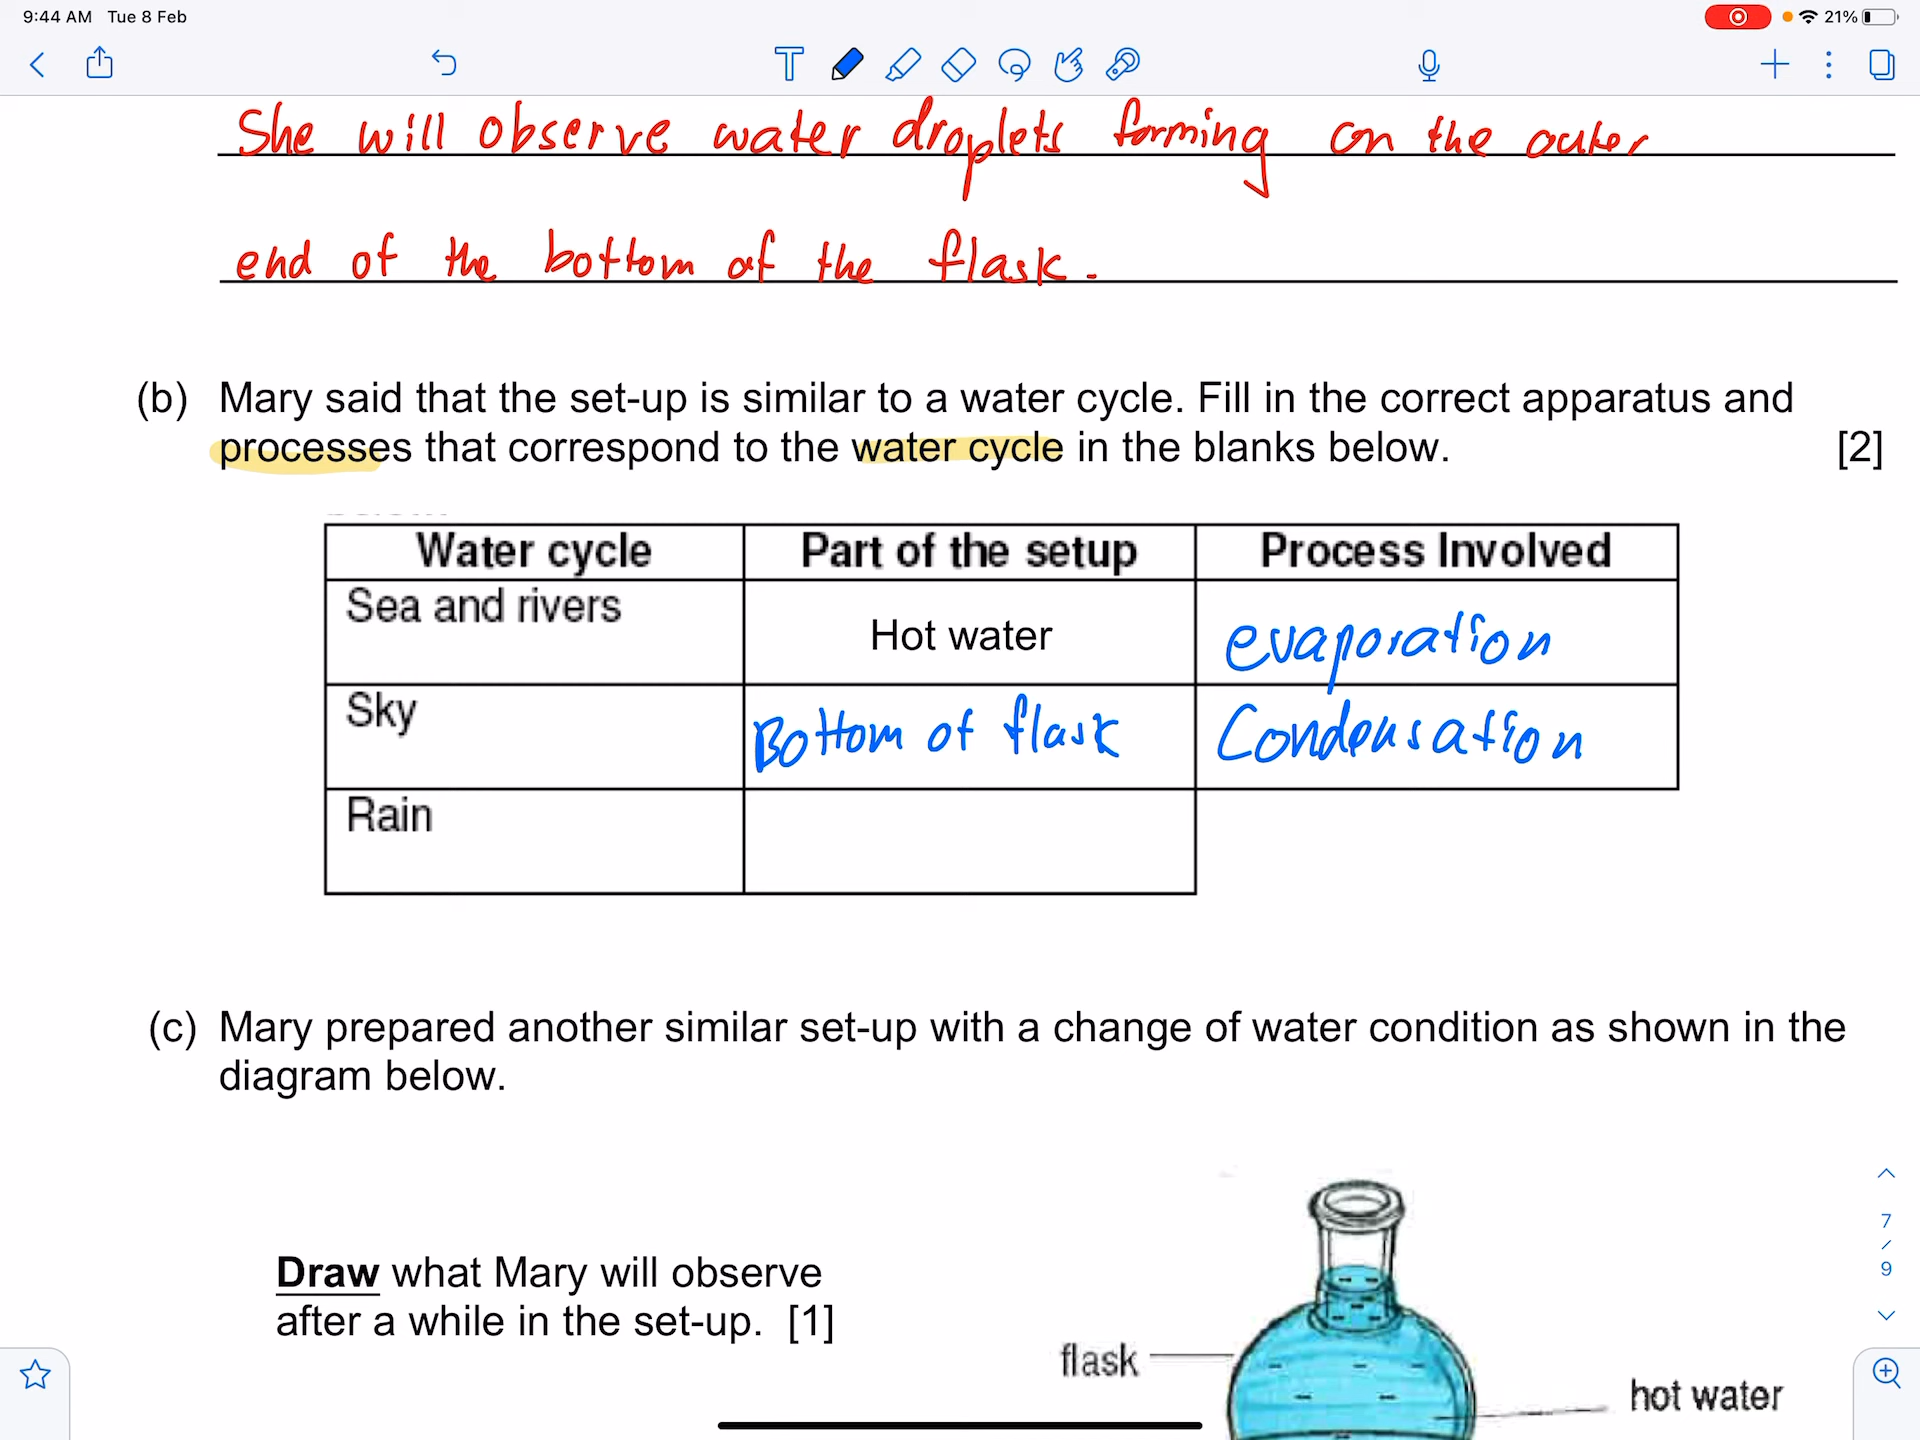 9:44 AM Tue 8 Feb
21%
She will observe water droplets forming on the outer
end of the bottom of the flask.
(b) Mary said that the set-up is similar to a water cycle. Fill in the correct apparatus and
processes that correspond to the water cycle in the blanks below. [2]
Water cycle Part of the setup Process Involved
Sea and rivers Hot water evaporation
Sky Bottom of flask Condensation
Rain
(c) Mary prepared another similar set-up with a change of water condition as shown in the
diagram below.
Draw what Mary will observe
after a while in the set-up. [1]
flask
hot water
7
/
9